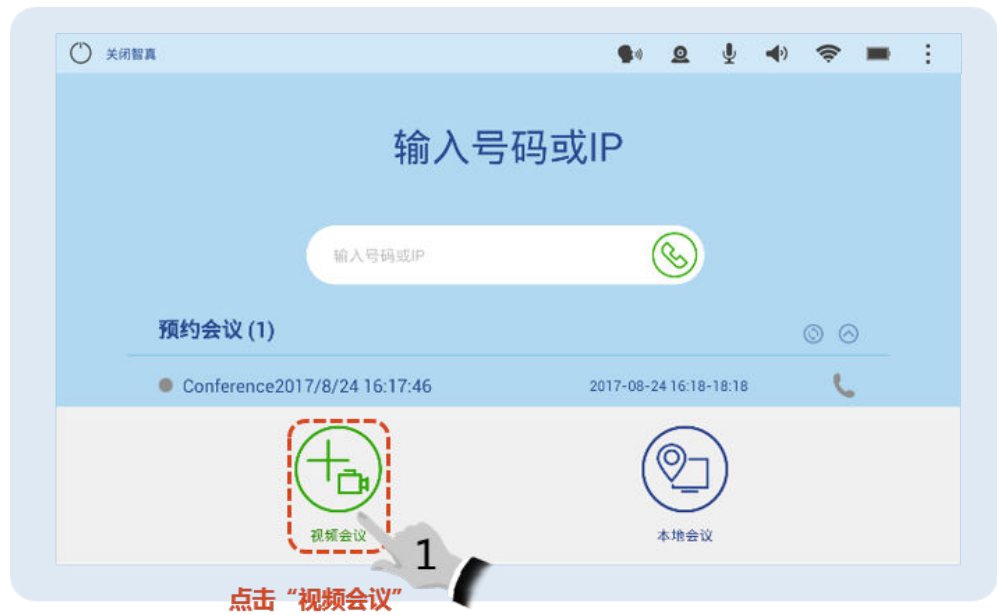 关闭智真
输入号码或IP
输入号码或IP
预约会议 (1)
Conference2017/8/24 16:17:46 2017-08-24 16:18-18:18
视频会议
本地会议
1
点击“视频会议”